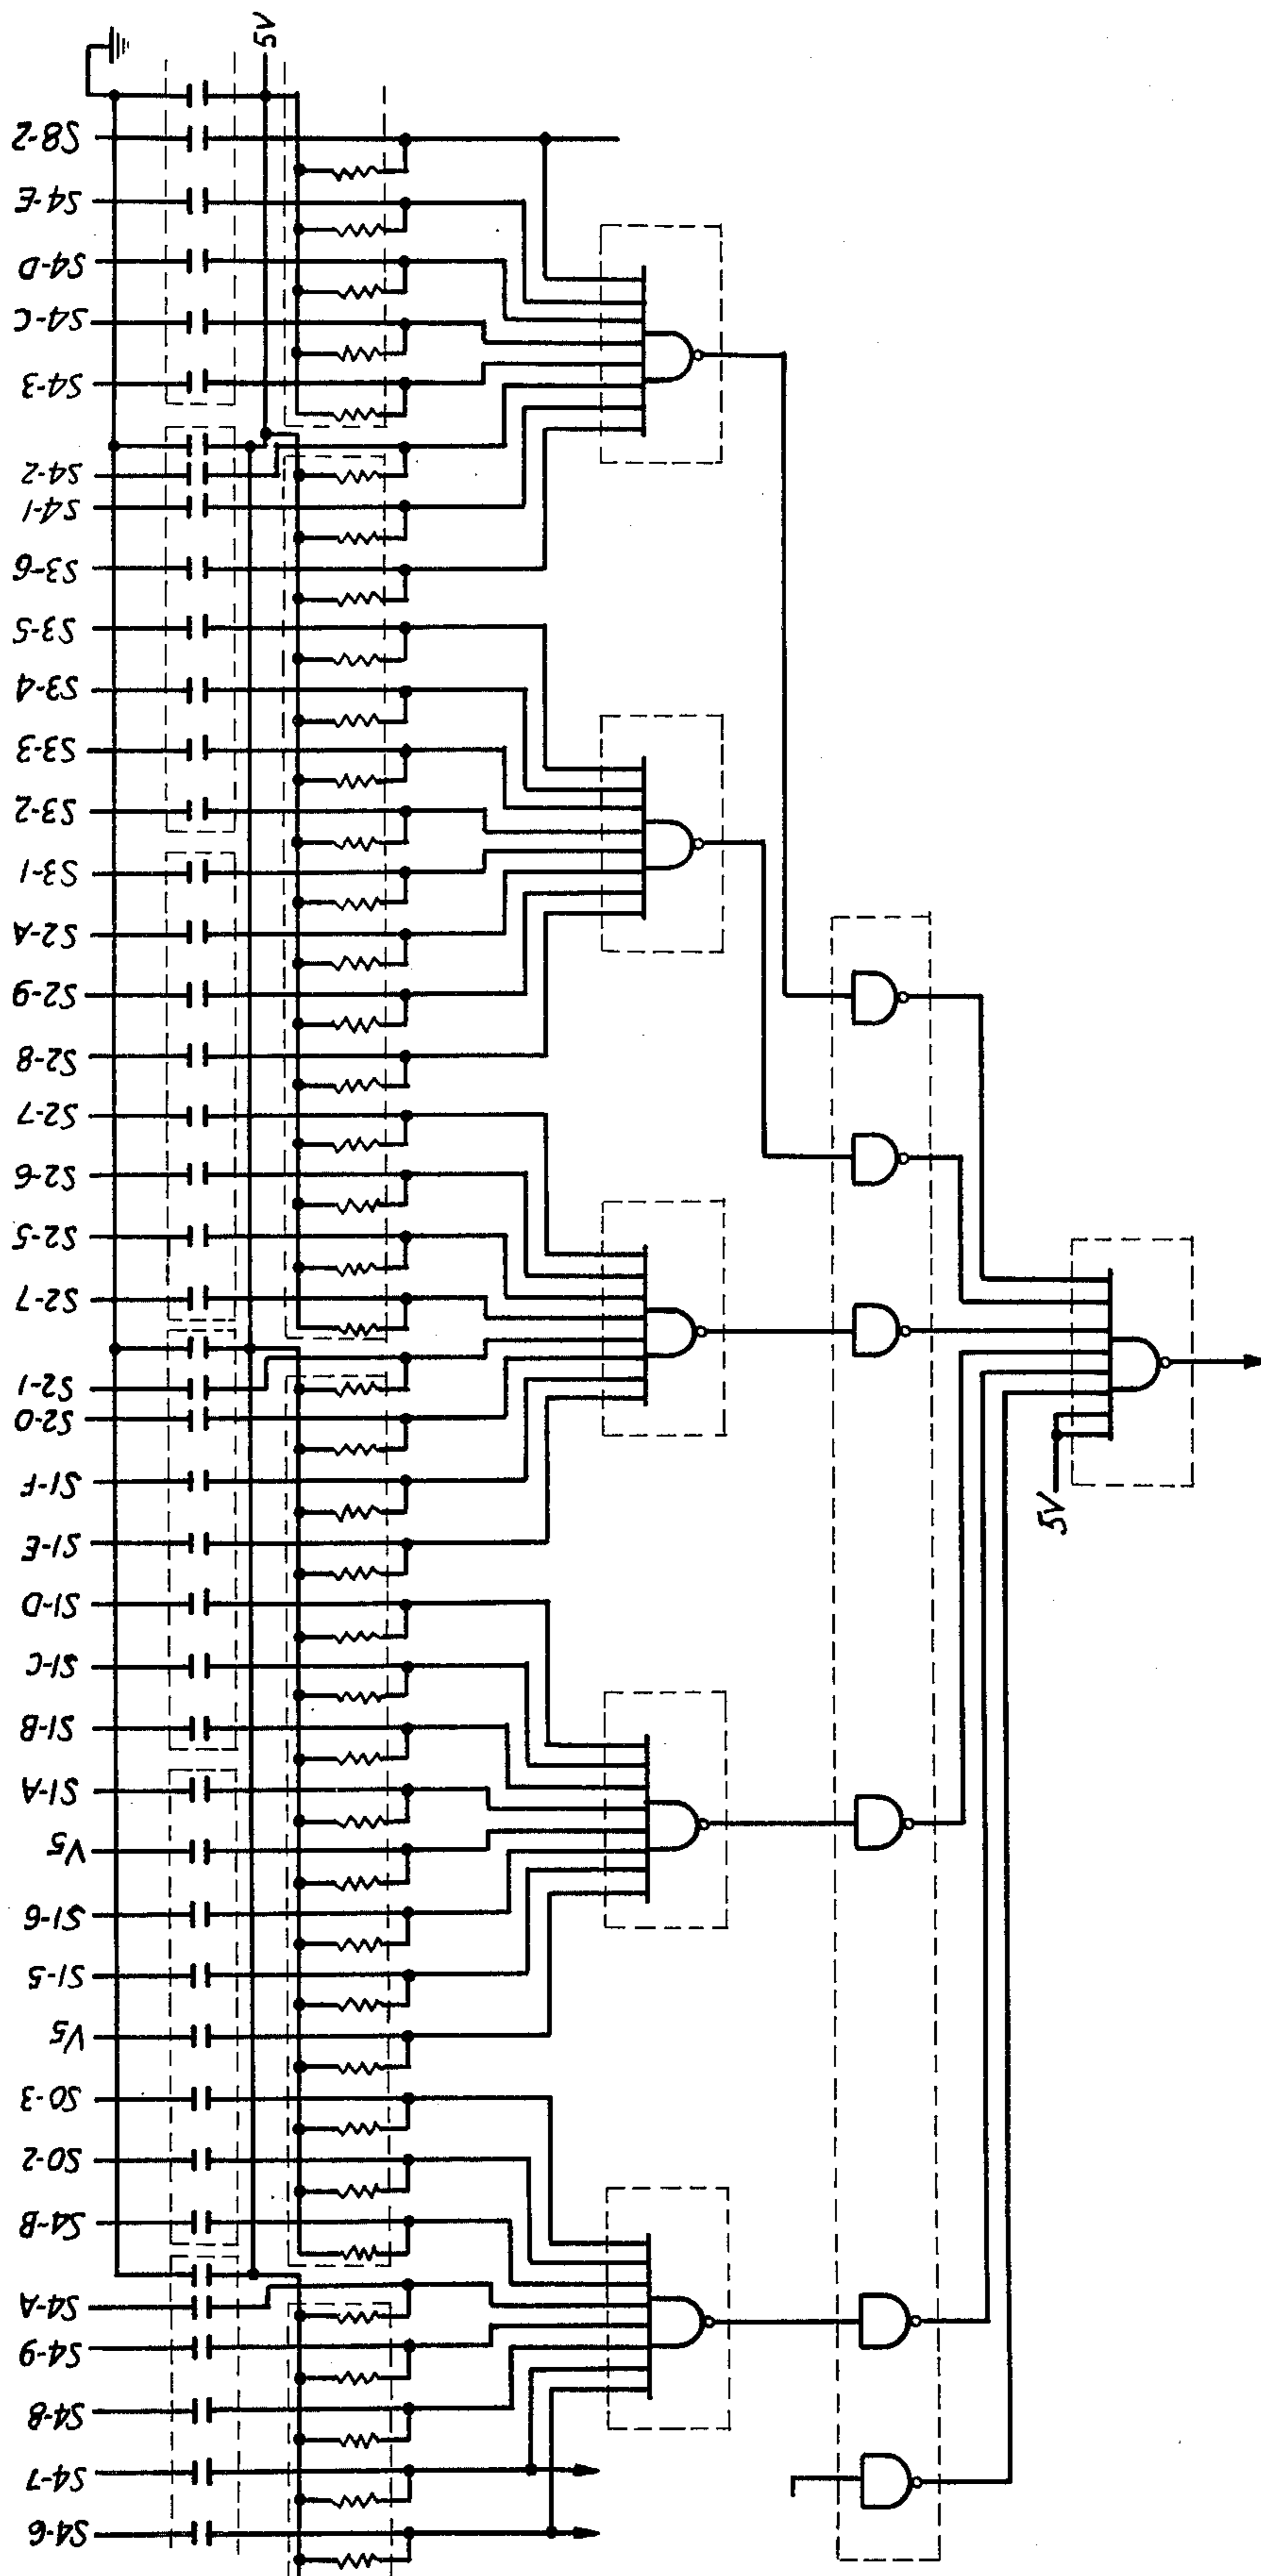 5V
S8-2
S4-E
S4-D
S4-C
S4-3
S4-2
S4-1
S3-6
S3-5
S3-4
S3-3
S3-2
S3-1
S2-A
S2-9
S2-8
S2-7
S2-6
S2-5
S2-7
S2-1
S2-0
S1-F
S1-E
S1-D
S1-C
S1-B
S1-A
5V
S1-6
S1-5
5V
S0-3
S0-2
S4-B
S4-A
S4-9
S4-8
S4-7
S4-6
5V